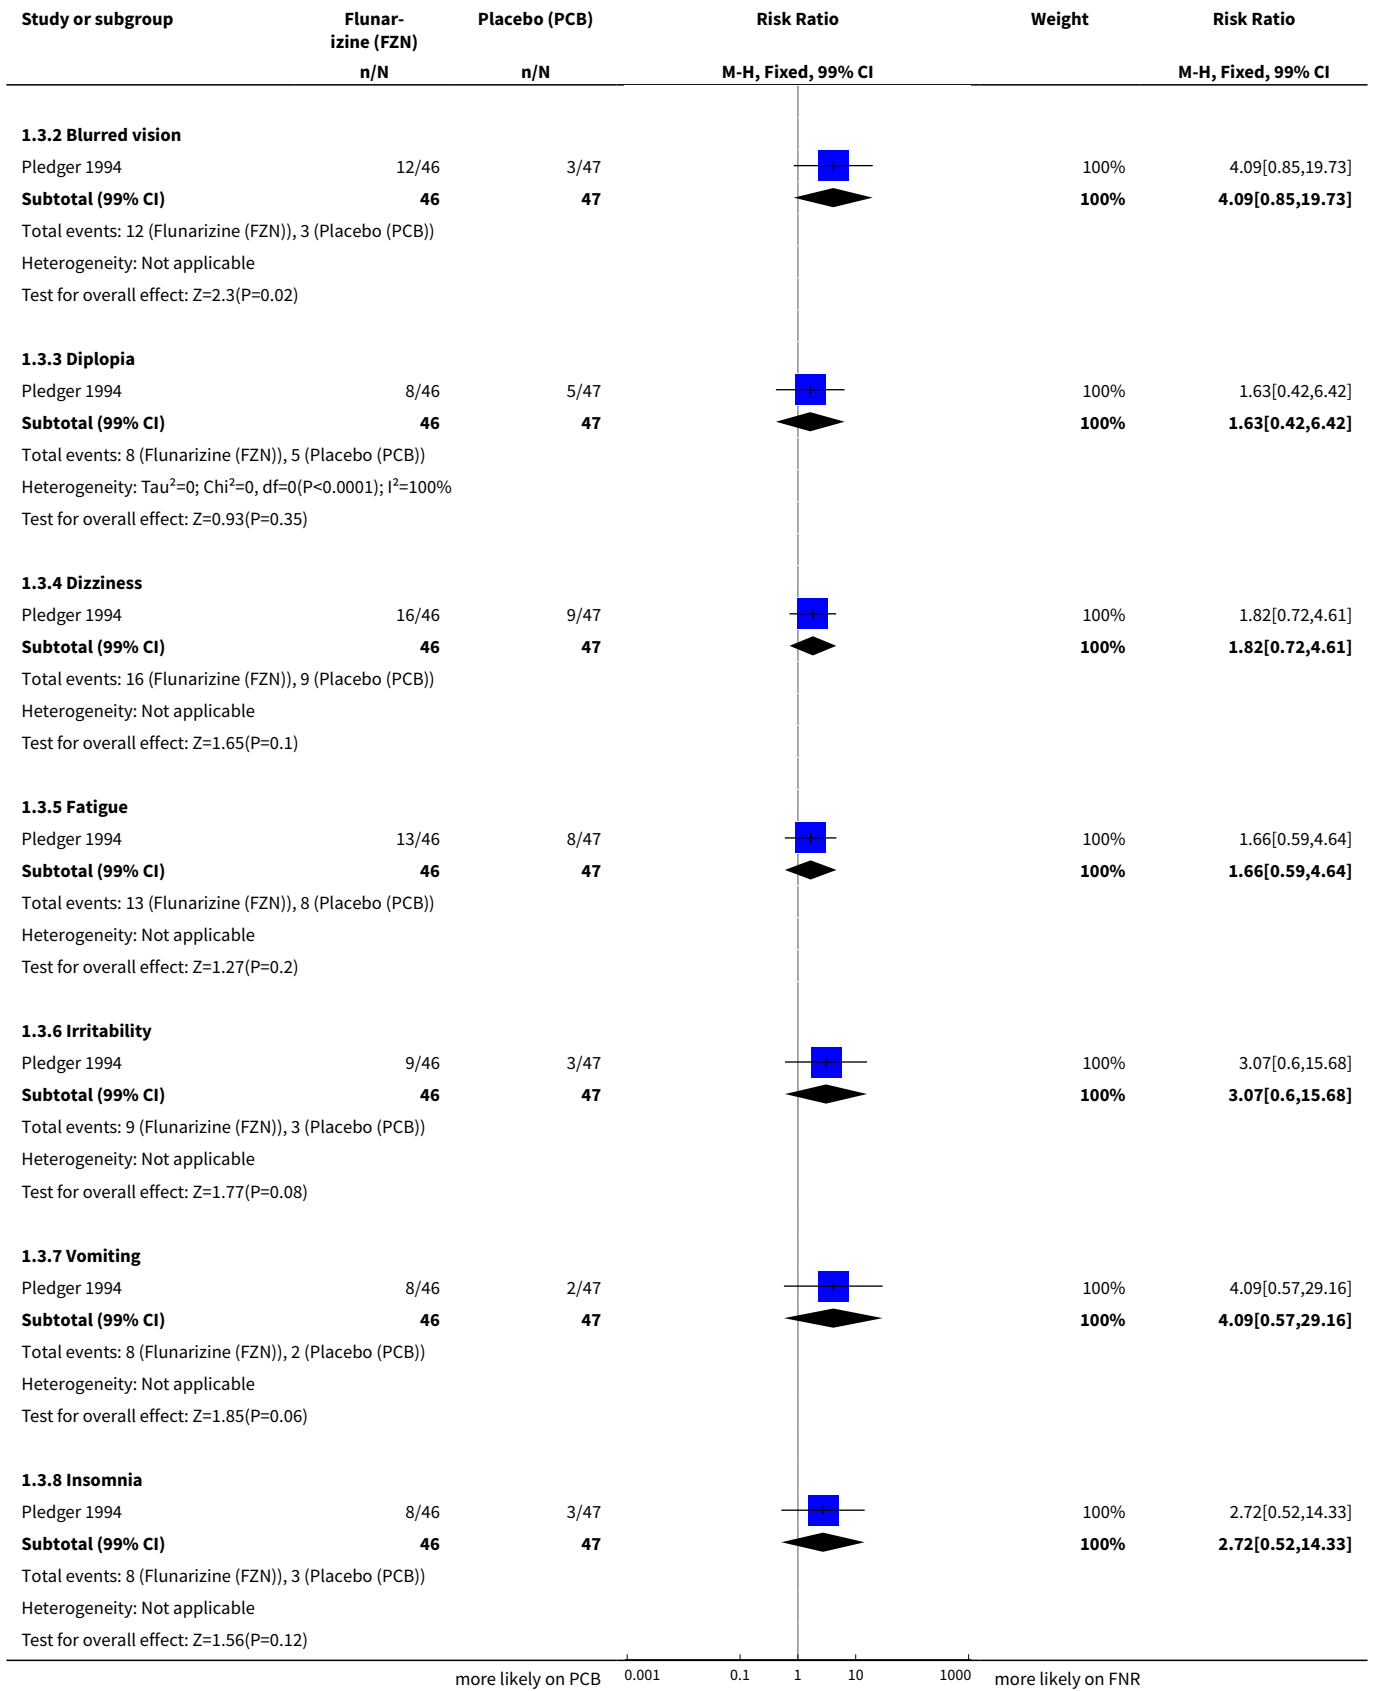 Study or subgroup Flunar- Placebo (PCB) Risk Ratio Weight Risk Ratio
izine (FZN)
n/N n/N M-H, Fixed, 99% CI M-H, Fixed, 99% CI
1.3.2 Blurred vision
Pledger 1994 12/46 3/47 100% 4.09[0.85,19.73]
Subtotal (99% CI) 46 47 100% 4.09[0.85,19.73]
Total events: 12 (Flunarizine (FZN)), 3 (Placebo (PCB))
Heterogeneity: Not applicable
Test for overall effect: Z=2.3(P=0.02)
1.3.3 Diplopia
Pledger 1994 8/46 5/47 100% 1.63[0.42,6.42]
Subtotal (99% CI) 46 47 100% 1.63[0.42,6.42]
Total events: 8 (Flunarizine (FZN)), 5 (Placebo (PCB))
Heterogeneity: Tau²=0; Chi²=0, df=0(P<0.0001); I²=100%
Test for overall effect: Z=0.93(P=0.35)
1.3.4 Dizziness
Pledger 1994 16/46 9/47 100% 1.82[0.72,4.61]
Subtotal (99% CI) 46 47 100% 1.82[0.72,4.61]
Total events: 16 (Flunarizine (FZN)), 9 (Placebo (PCB))
Heterogeneity: Not applicable
Test for overall effect: Z=1.65(P=0.1)
1.3.5 Fatigue
Pledger 1994 13/46 8/47 100% 1.66[0.59,4.64]
Subtotal (99% CI) 46 47 100% 1.66[0.59,4.64]
Total events: 13 (Flunarizine (FZN)), 8 (Placebo (PCB))
Heterogeneity: Not applicable
Test for overall effect: Z=1.27(P=0.2)
1.3.6 Irritability
Pledger 1994 9/46 3/47 100% 3.07[0.6,15.68]
Subtotal (99% CI) 46 47 100% 3.07[0.6,15.68]
Total events: 9 (Flunarizine (FZN)), 3 (Placebo (PCB))
Heterogeneity: Not applicable
Test for overall effect: Z=1.77(P=0.08)
1.3.7 Vomiting
Pledger 1994 8/46 2/47 100% 4.09[0.57,29.16]
Subtotal (99% CI) 46 47 100% 4.09[0.57,29.16]
Total events: 8 (Flunarizine (FZN)), 2 (Placebo (PCB))
Heterogeneity: Not applicable
Test for overall effect: Z=1.85(P=0.06)
1.3.8 Insomnia
Pledger 1994 8/46 3/47 100% 2.72[0.52,14.33]
Subtotal (99% CI) 46 47 100% 2.72[0.52,14.33]
Total events: 8 (Flunarizine (FZN)), 3 (Placebo (PCB))
Heterogeneity: Not applicable
Test for overall effect: Z=1.56(P=0.12)
more likely on PCB 0.001 0.1 1 10 1000 more likely on FNR